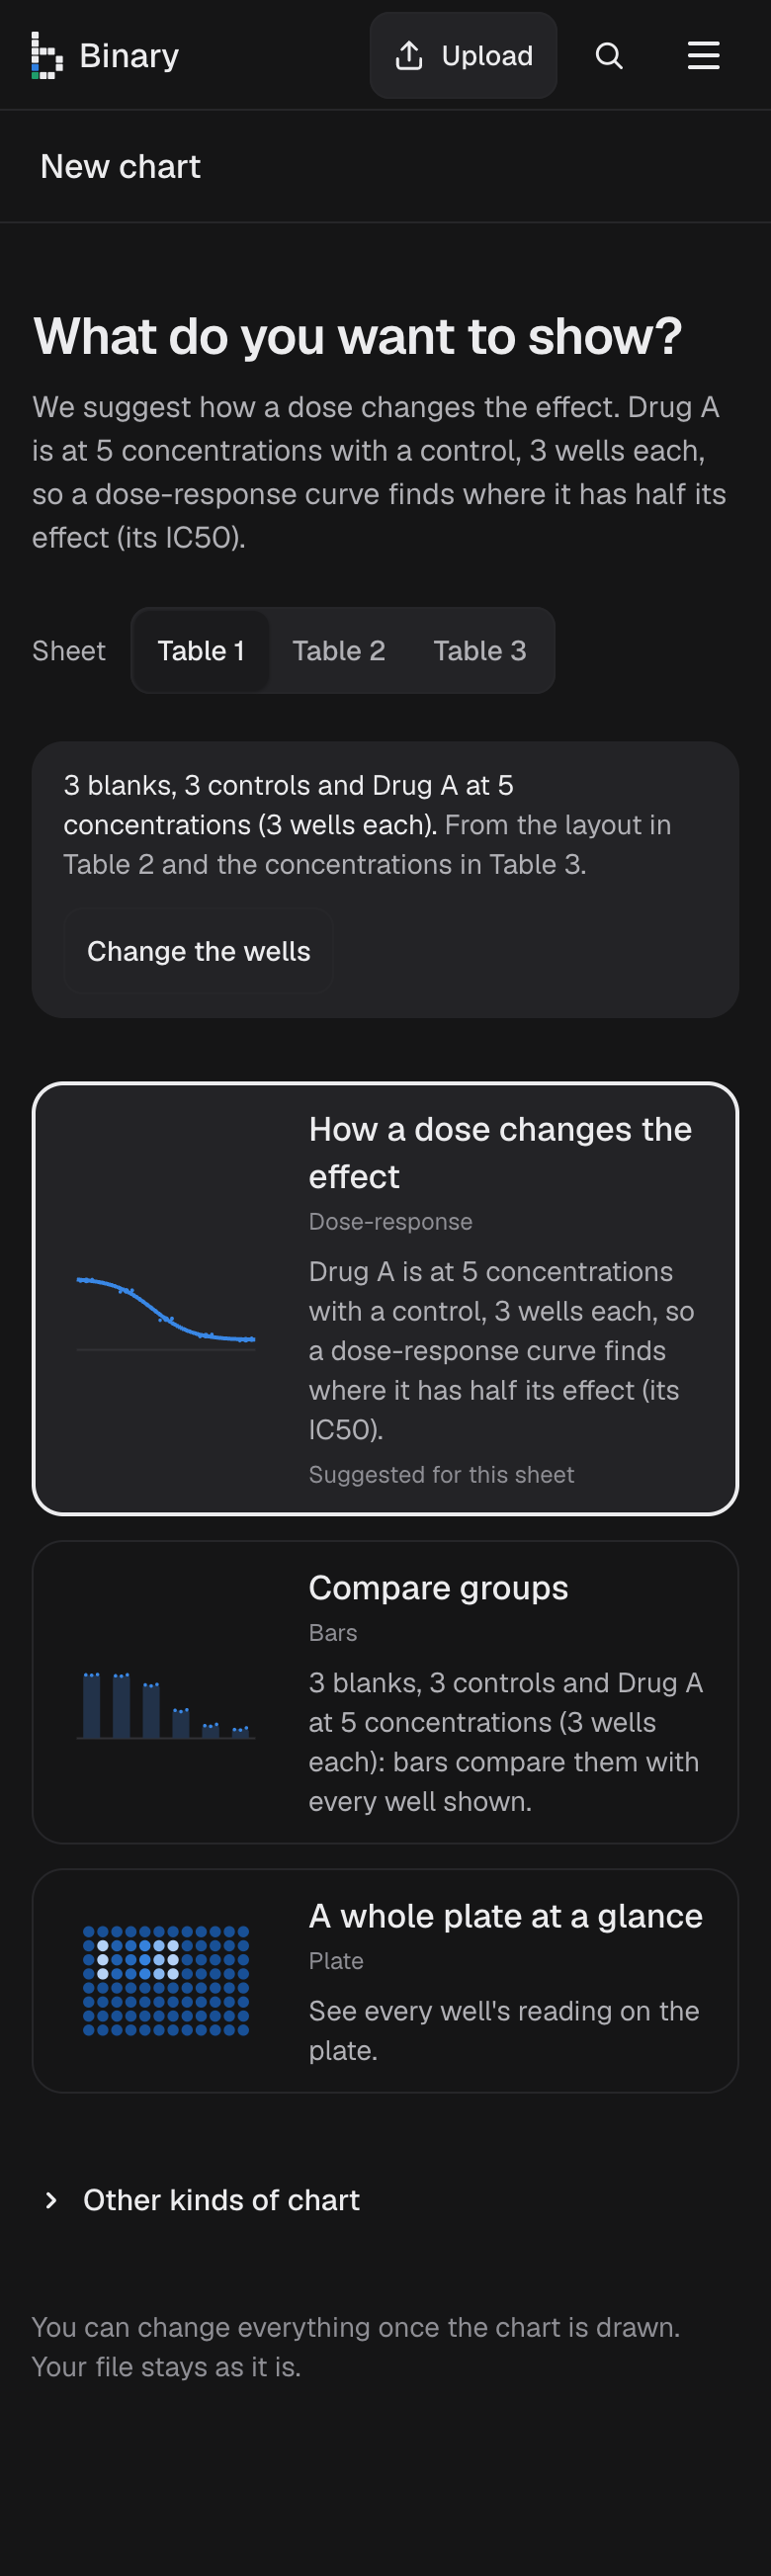 Binary
Upload
New chart
What do you want to show?
We suggest how a dose changes the effect. Drug A
is at 5 concentrations with a control, 3 wells each,
so a dose-response curve finds where it has half its
effect (its IC50).
Sheet
Table 1
Table 2
Table 3
3 blanks, 3 controls and Drug A at 5
concentrations (3 wells each). From the layout in
Table 2 and the concentrations in Table 3.
Change the wells
How a dose changes the
effect
Dose-response
Drug A is at 5 concentrations
with a control, 3 wells each, so
a dose-response curve finds
where it has half its effect (its
IC50).
Suggested for this sheet
Compare groups
Bars
3 blanks, 3 controls and Drug A
at 5 concentrations (3 wells
each): bars compare them with
every well shown.
A whole plate at a glance
Plate
See every well's reading on the
plate.
Other kinds of chart
You can change everything once the chart is drawn.
Your file stays as it is.